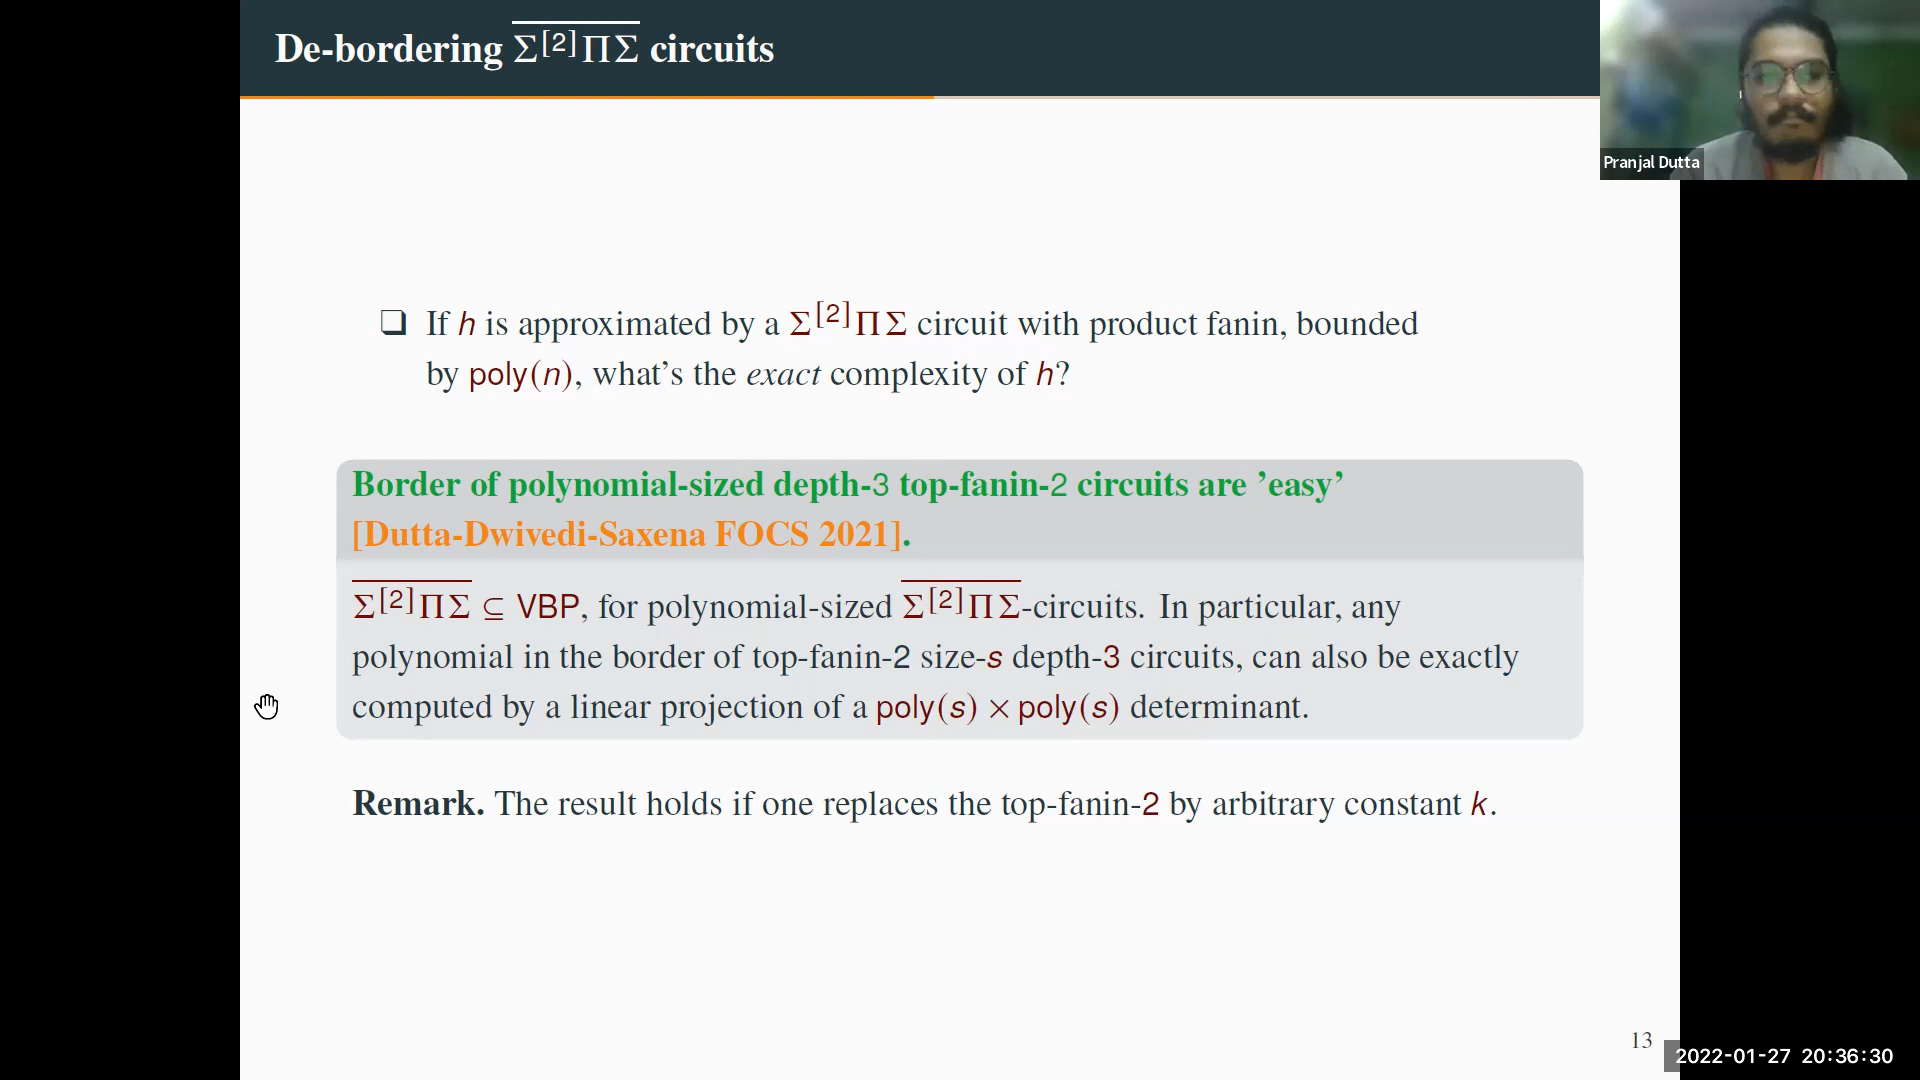 De-bordering $\overline{\Sigma^{[2]}\Pi\Sigma}$ circuits
Pranjal Dutta
❏ If h is approximated by a Σ^[2]ΠΣ circuit with product fanin, bounded
by poly(n), what's the exact complexity of h?
Border of polynomial-sized depth-3 top-fanin-2 circuits are 'easy'
[Dutta-Dwivedi-Saxena FOCS 2021].
$\overline{\Sigma^{[2]}\Pi\Sigma}$ ⊆ VBP, for polynomial-sized $\overline{\Sigma^{[2]}\Pi\Sigma}$-circuits. In particular, any
polynomial in the border of top-fanin-2 size-s depth-3 circuits, can also be exactly
computed by a linear projection of a poly(s) × poly(s) determinant.
Remark. The result holds if one replaces the top-fanin-2 by arbitrary constant k.
13
2022-01-27 20:36:30